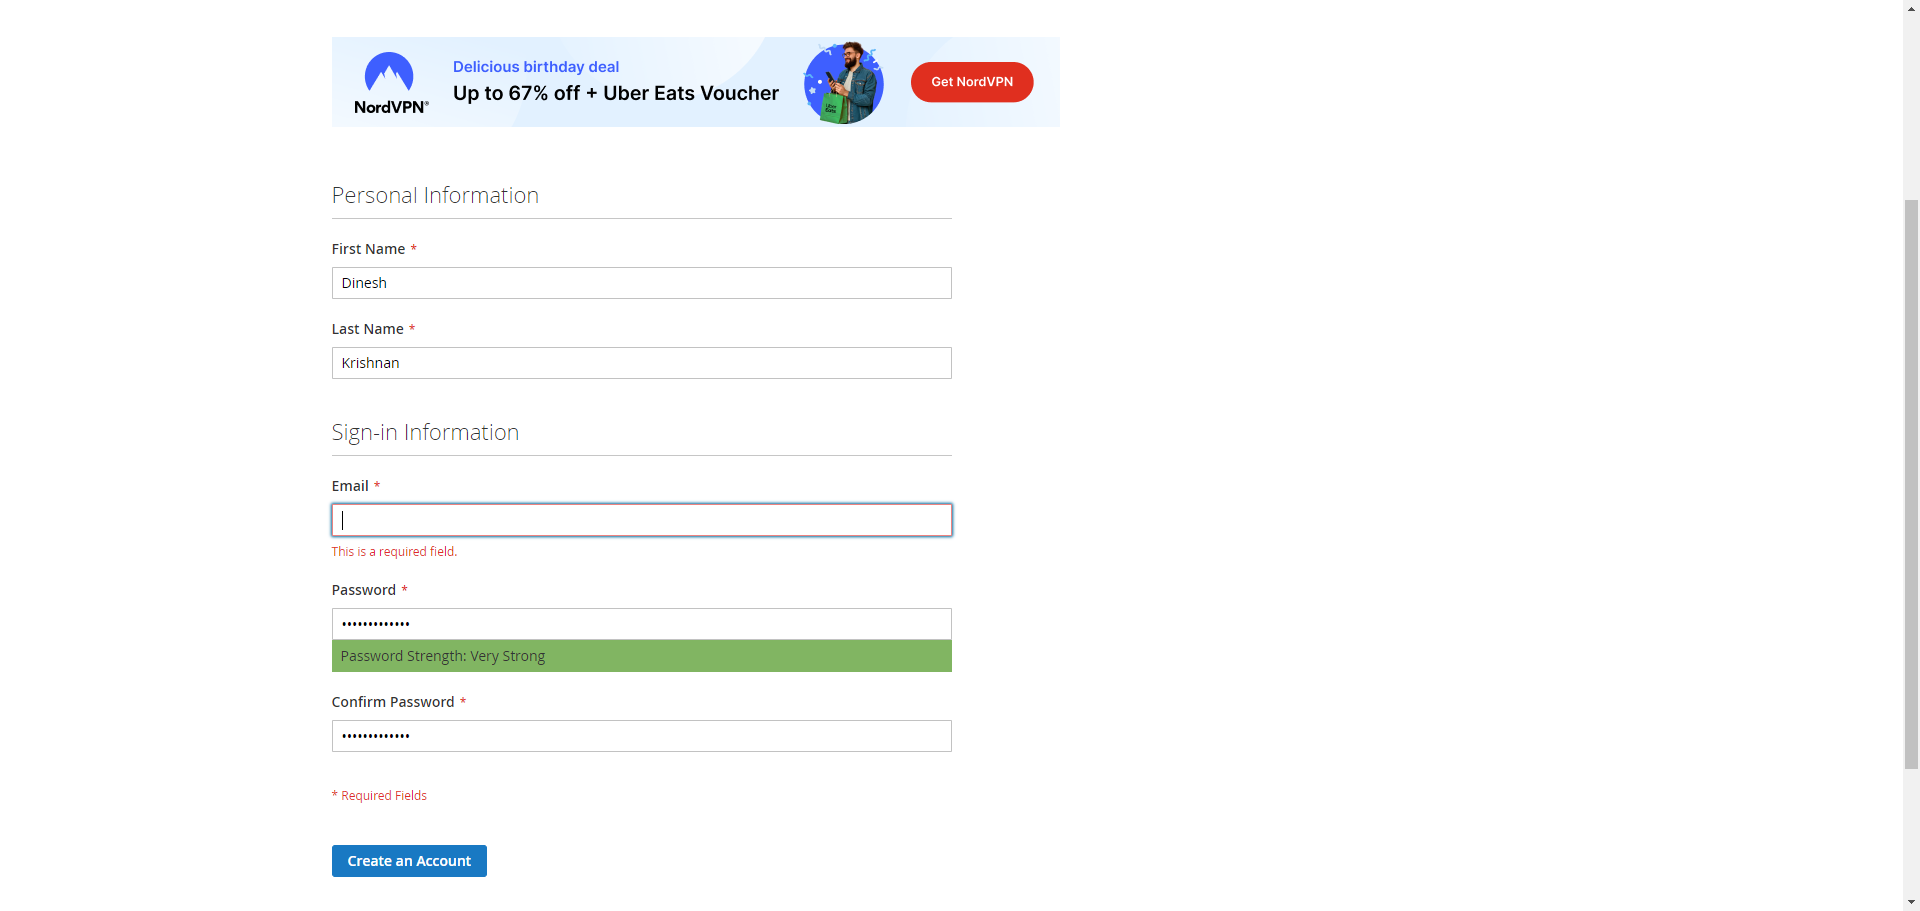 NordVPN®
Delicious birthday deal
Up to 67% off + Uber Eats Voucher
Uber
Eats
Get NordVPN
Personal Information
First Name *
Dinesh
Last Name *
Krishnan
Sign-in Information
Email *
This is a required field.
Password *
•••••••••••••
Password Strength: Very Strong
Confirm Password *
•••••••••••••
* Required Fields
Create an Account